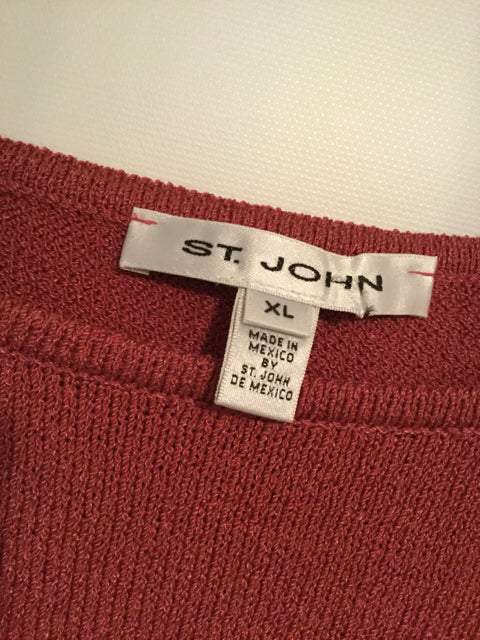 ST. JOHN
XL
MADE IN
MEXICO
BY
ST. JOHN
DE MEXICO